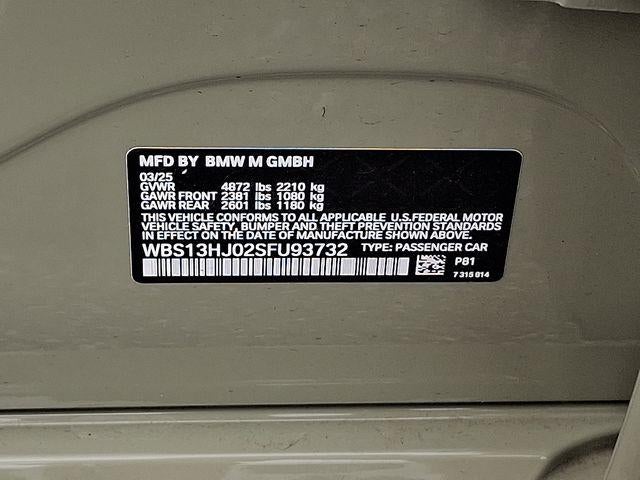 MFD BY BMW M GMBH
03/25
GVWR 4872 lbs 2210 kg
GAWR FRONT 2381 lbs 1080 kg
GAWR REAR 2601 lbs 1180 kg
THIS VEHICLE CONFORMS TO ALL APPLICABLE U.S.FEDERAL MOTOR
VEHICLE SAFETY, BUMPER AND THEFT PREVENTION STANDARDS
IN EFFECT ON THE DATE OF MANUFACTURE SHOWN ABOVE.
WBS13HJ02SFU93732 TYPE: PASSENGER CAR
P81
7 315 814